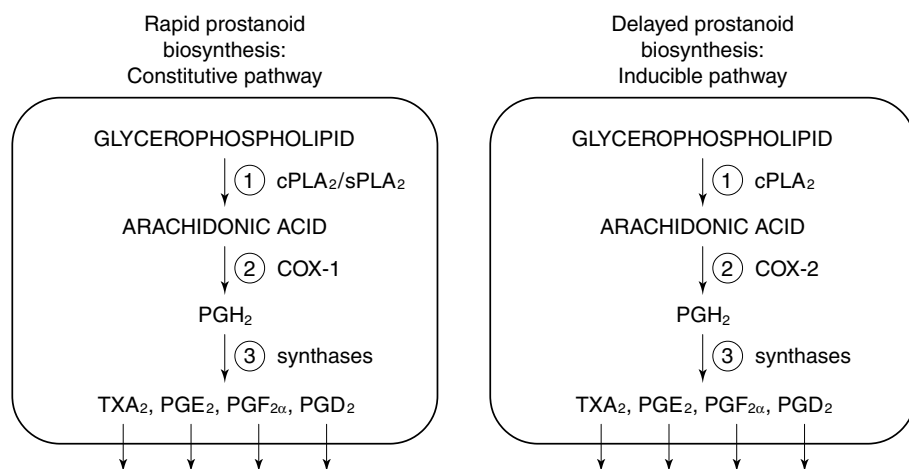 Rapid prostanoid
biosynthesis:
Constitutive pathway
GLYCEROPHOSPHOLIPID
1 cPLA₂/sPLA₂
ARACHIDONIC ACID
2 COX-1
PGH₂
3 synthases
TXA₂, PGE₂, PGF₂α, PGD₂
Delayed prostanoid
biosynthesis:
Inducible pathway
GLYCEROPHOSPHOLIPID
1 cPLA₂
ARACHIDONIC ACID
2 COX-2
PGH₂
3 synthases
TXA₂, PGE₂, PGF₂α, PGD₂